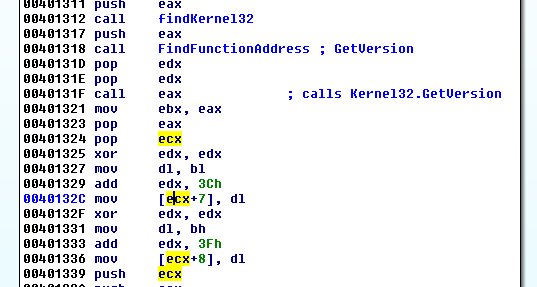 00401311 push eax
00401312 call findKernel32
00401317 push eax
00401318 call FindFunctionAddress ; GetVersion
0040131D pop edx
0040131E pop edx
0040131F call eax ; calls Kernel32.GetVersion
00401321 mov ebx, eax
00401323 pop eax
00401324 pop ecx
00401325 xor edx, edx
00401327 mov dl, bl
00401329 add edx, 3Ch
0040132C mov [ecx+7], dl
0040132F xor edx, edx
00401331 mov dl, bh
00401333 add edx, 3Fh
00401336 mov [ecx+8], dl
00401339 push ecx